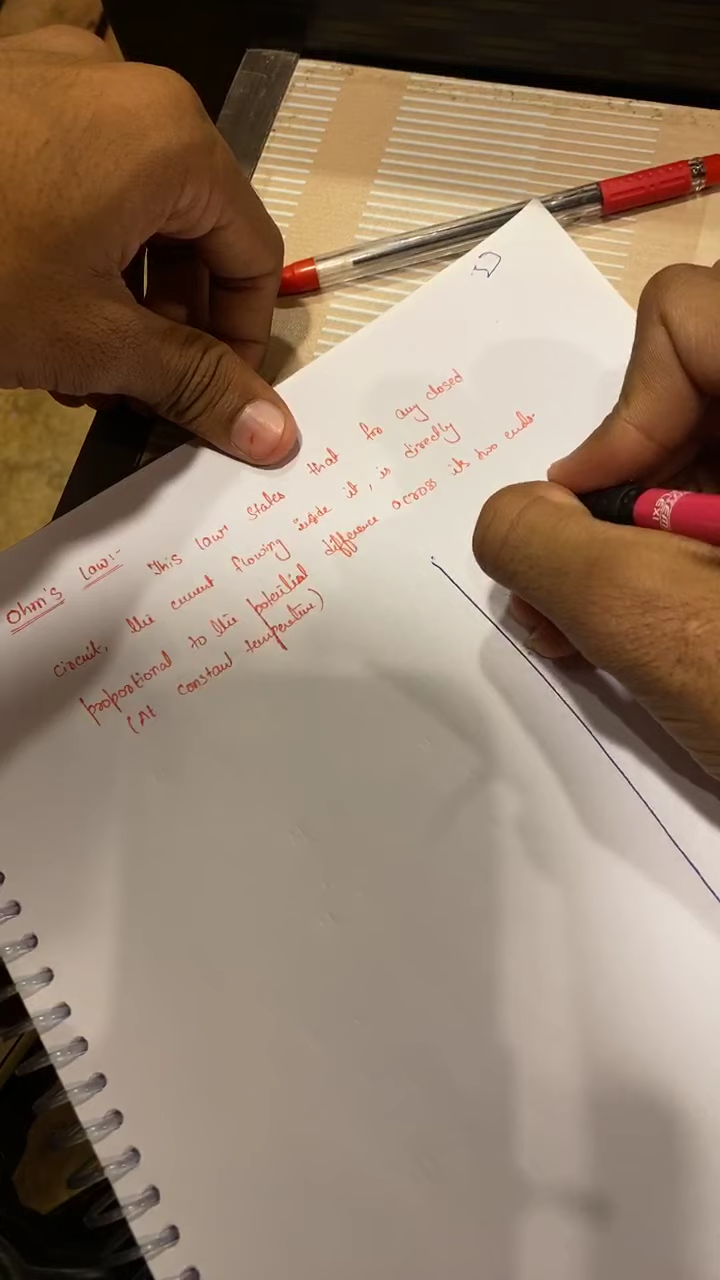 Ohm's Law:- This law states that for any closed
circuit, the current flowing inside it, is directly
proportional to the potential difference across its two ends.
(At constant temperature)